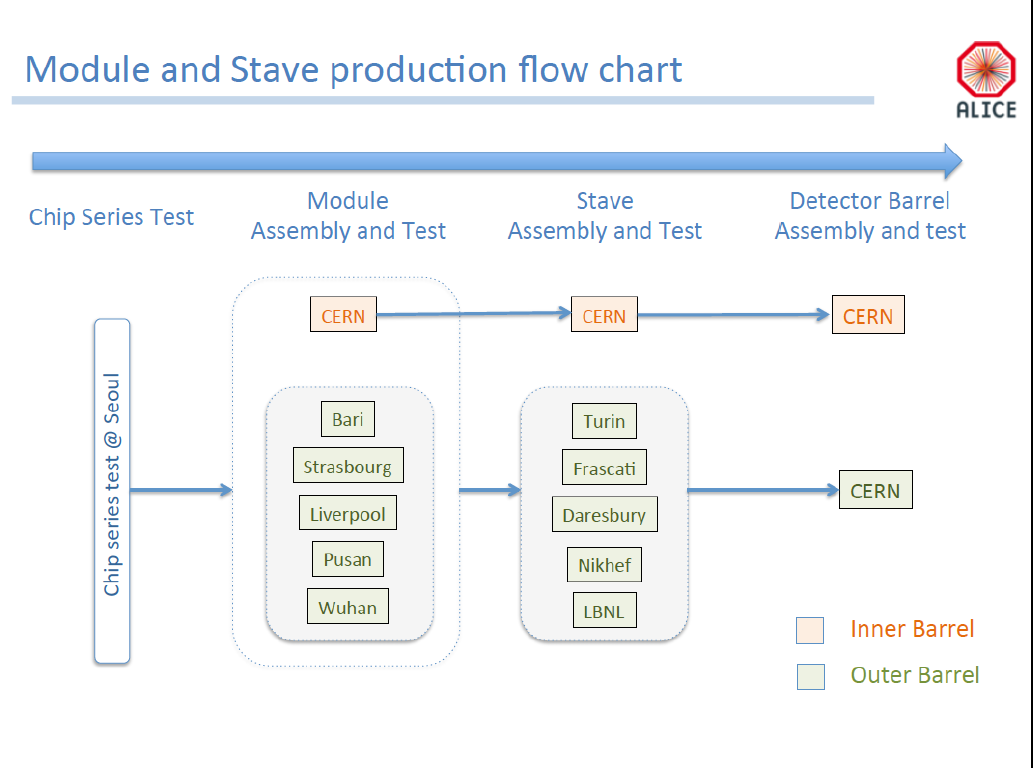 Module and Stave production flow chart
ALICE
Chip Series Test
Module
Assembly and Test
Stave
Assembly and Test
Detector Barrel
Assembly and test
Chip series test @ Seoul
CERN
CERN
CERN
Bari
Strasbourg
Liverpool
Pusan
Wuhan
Turin
Frascati
Daresbury
Nikhef
LBNL
CERN
Inner Barrel
Outer Barrel